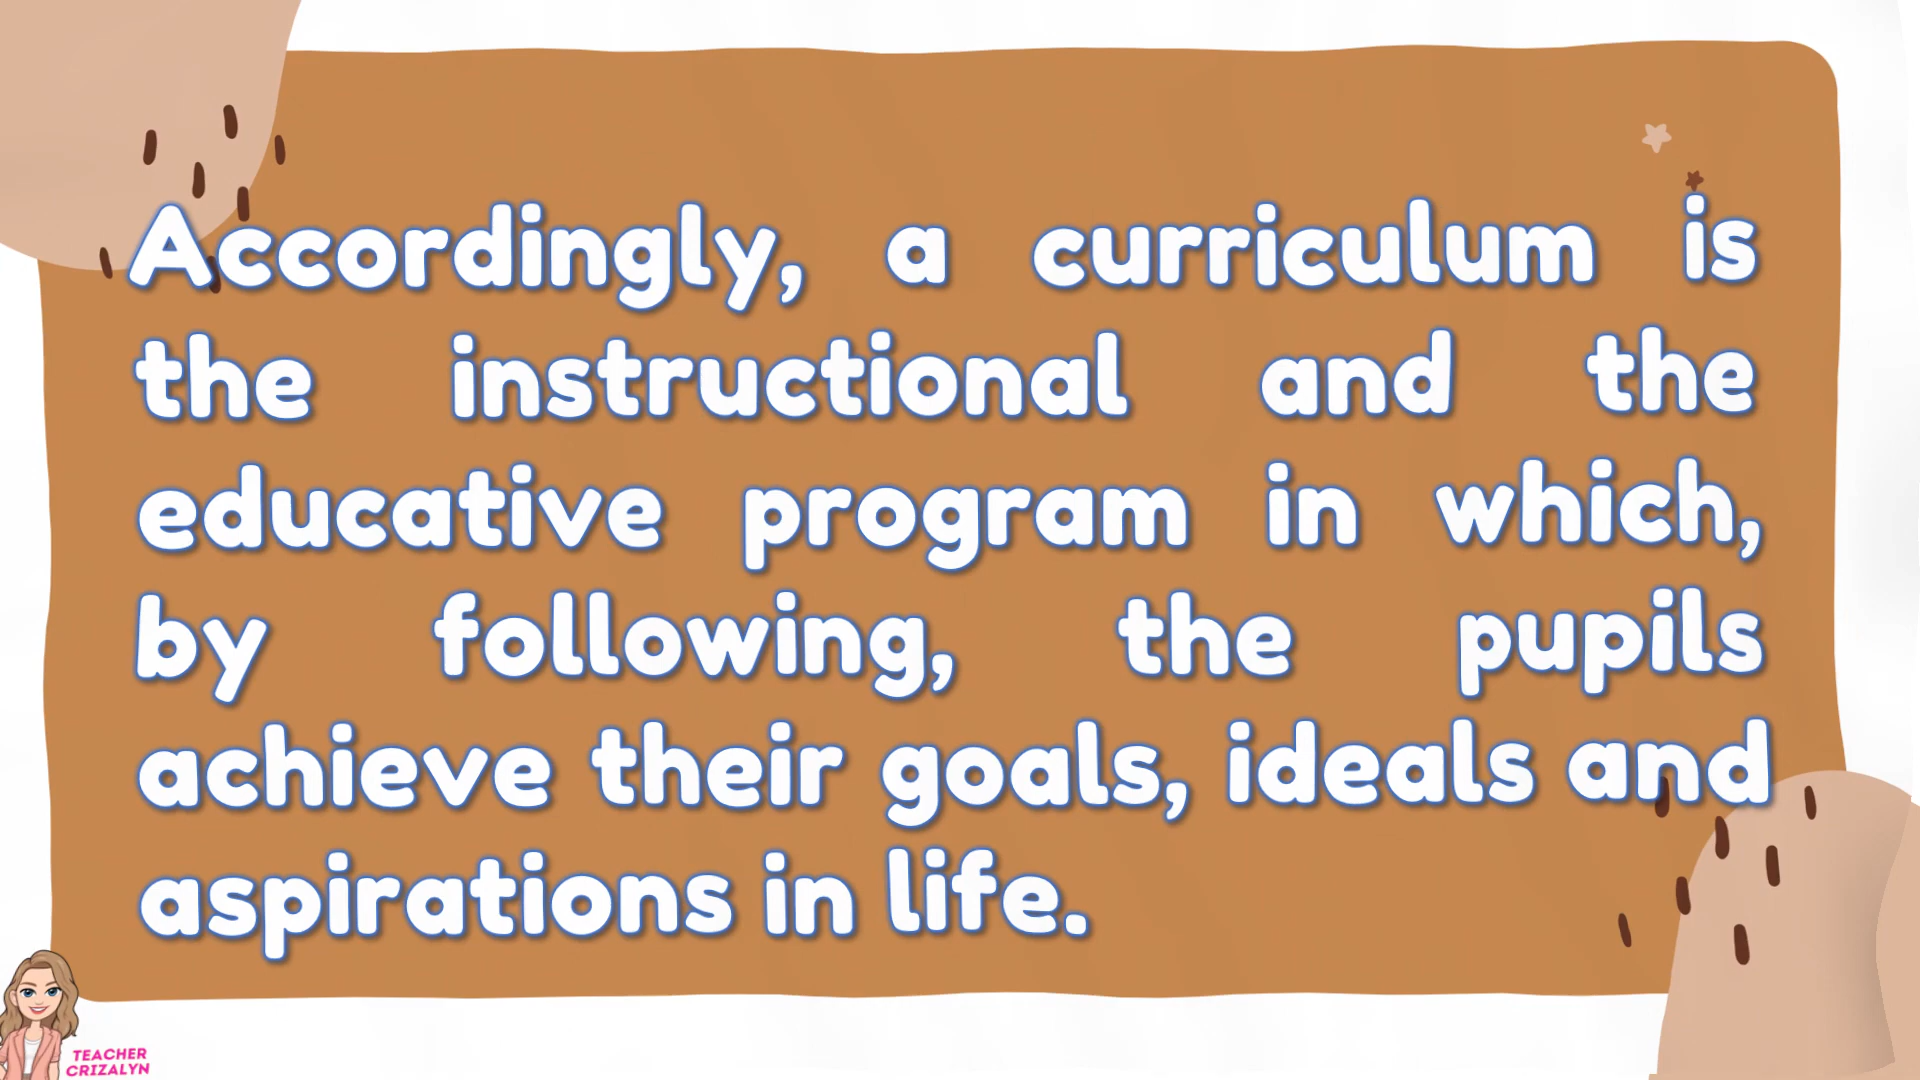 Accordingly, a curriculum is
the instructional and the
educative program in which,
by following, the pupils
achieve their goals, ideals and
aspirations in life.
TEACHER
CRIZALYN